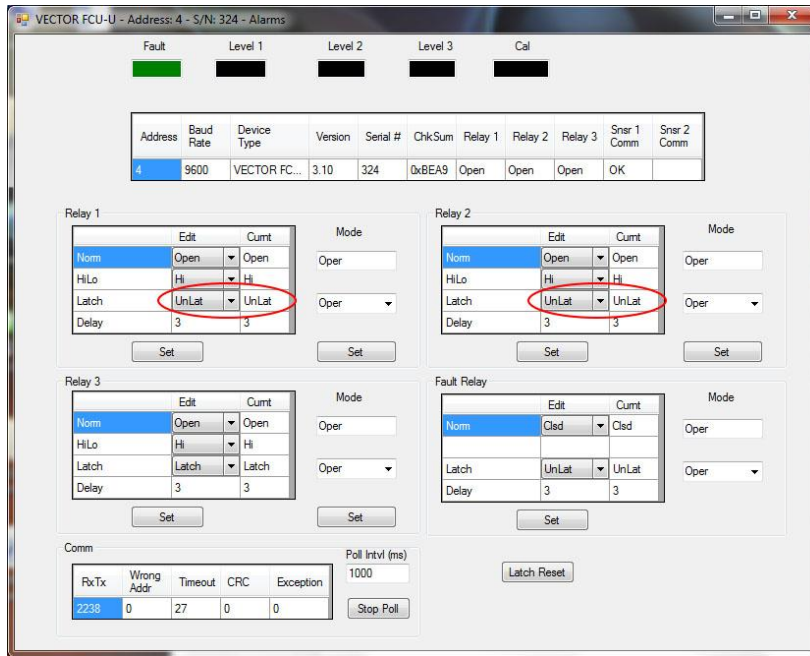 VECTOR FCU-U - Address: 4 - S/N: 324 - Alarms
Fault Level 1 Level 2 Level 3 Cal
Address Baud Rate Device Type Version Serial # ChkSum Relay 1 Relay 2 Relay 3 Snsr 1 Comm Snsr 2 Comm
4 9600 VECTOR FC... 3.10 324 0xBEA9 Open Open Open OK
Relay 1
Edit Curnt Mode
Norm Open Open Oper
HiLo Hi Hi
Latch UnLat UnLat Oper
Delay 3 3
Set Set
Relay 2
Edit Curnt Mode
Norm Open Open Oper
HiLo Hi Hi
Latch UnLat UnLat Oper
Delay 3 3
Set Set
Relay 3
Edit Curnt Mode
Norm Open Open Oper
HiLo Hi Hi
Latch Latch Latch Oper
Delay 3 3
Set Set
Fault Relay
Edit Curnt Mode
Norm Clsd Clsd Oper
Latch UnLat UnLat Oper
Delay 3 3
Set
Comm
RxTx Wrong Addr Timeout CRC Exception
2238 0 27 0 0
Poll Intvl (ms)
1000
Stop Poll
Latch Reset